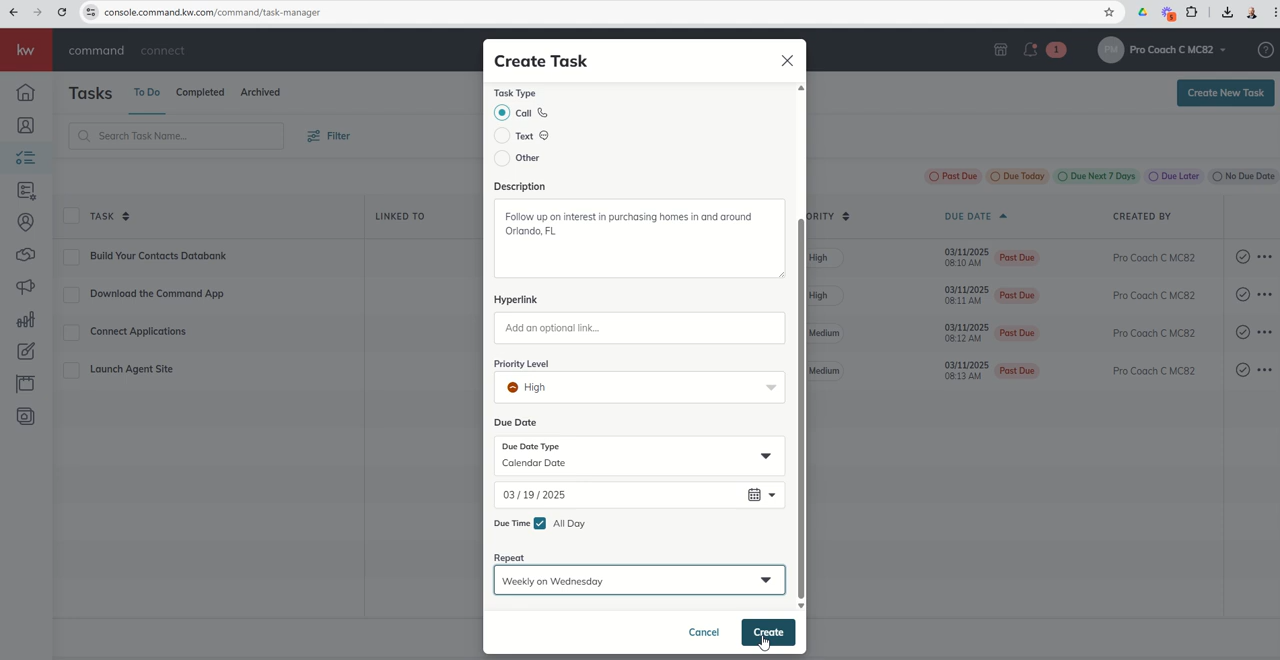 console.command.kw.com/command/task-manager
5
kw
command
connect
1
PM
Pro Coach C MC82
?
Tasks
To Do
Completed
Archived
Create New Task
Search Task Name...
Filter
Past Due
Due Today
Due Next 7 Days
Due Later
No Due Date
TASK
LINKED TO
ORITY
DUE DATE
CREATED BY
Build Your Contacts Databank
High
03/11/2025
08:10 AM
Past Due
Pro Coach C MC82
Download the Command App
High
03/11/2025
08:11 AM
Past Due
Pro Coach C MC82
Connect Applications
Medium
03/11/2025
08:12 AM
Past Due
Pro Coach C MC82
Launch Agent Site
Medium
03/11/2025
08:13 AM
Past Due
Pro Coach C MC82
Create Task
Task Type
Call
Text
Other
Description
Follow up on interest in purchasing homes in and around
Orlando, FL
Hyperlink
Add an optional link...
Priority Level
High
Due Date
Due Date Type
Calendar Date
03 / 19 / 2025
Due Time
All Day
Repeat
Weekly on Wednesday
Cancel
Create